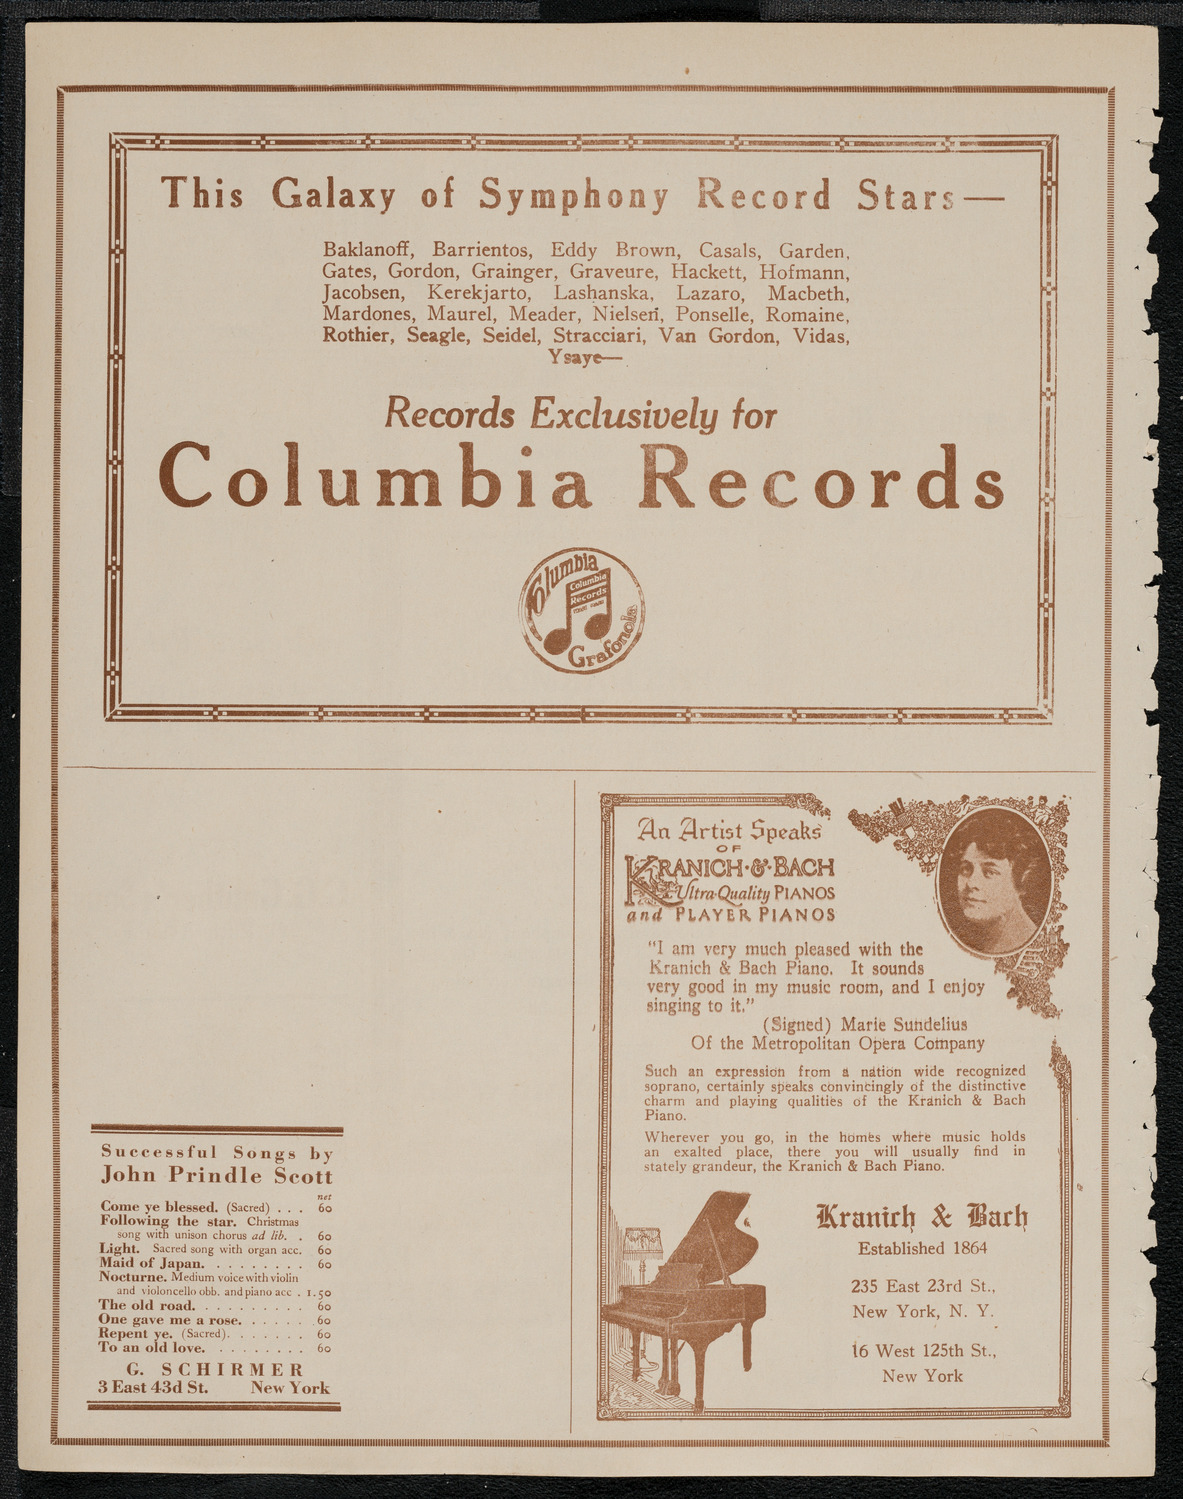 This Galaxy of Symphony Record Stars—
Baklanoff, Barrientos, Eddy Brown, Casals, Garden,
Gates, Gordon, Grainger, Graveure, Hackett, Hofmann,
Jacobsen, Kerekjarto, Lashanska, Lazaro, Macbeth,
Mardones, Maurel, Meader, Nielsen, Ponselle, Romaine,
Rothier, Seagle, Seidel, Stracciari, Van Gordon, Vidas,
Ysaye—
Records Exclusively for
Columbia Records
Columbia
Columbia
Records
Grafonola
Successful Songs by
John Prindle Scott
net
Come ye blessed. (Sacred) . . . 60
Following the star. Christmas
song with unison chorus ad lib. . 60
Light. Sacred song with organ acc. 60
Maid of Japan. . . . . . . . . 60
Nocturne. Medium voice with violin
and violoncello obb. and piano acc . 1.50
The old road. . . . . . . . . . 60
One gave me a rose. . . . . . . 60
Repent ye. (Sacred). . . . . . . 60
To an old love. . . . . . . . . 60
G. SCHIRMER
3 East 43d St. New York
An Artist Speaks
OF
KRANICH·&·BACH
Ultra-Quality PIANOS
and PLAYER PIANOS
“I am very much pleased with the
Kranich & Bach Piano. It sounds
very good in my music room, and I enjoy
singing to it.”
(Signed) Marie Sundelius
Of the Metropolitan Opera Company
Such an expression from a nation wide recognized
soprano, certainly speaks convincingly of the distinctive
charm and playing qualities of the Kranich & Bach
Piano.
Wherever you go, in the homes where music holds
an exalted place, there you will usually find in
stately grandeur, the Kranich & Bach Piano.
Kranich & Bach
Established 1864
235 East 23rd St.,
New York, N. Y.
16 West 125th St.,
New York